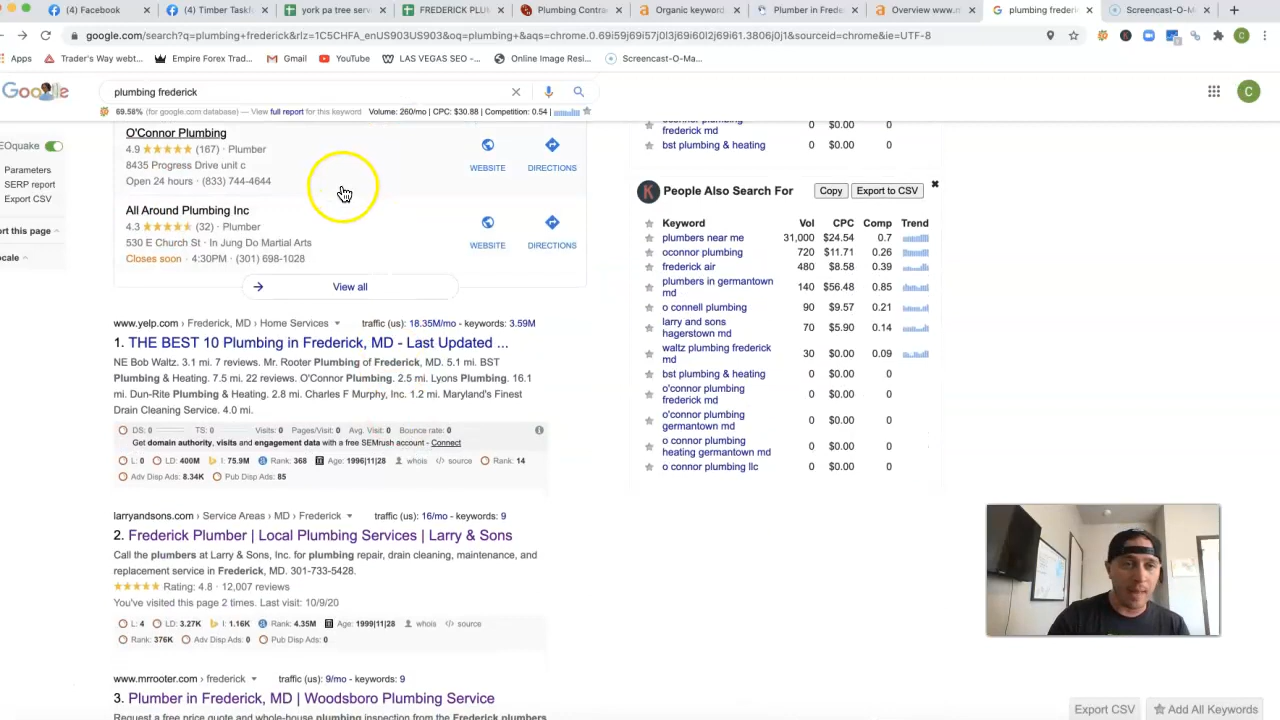 Facebook
(4) Timber Taskf
york pa tree serv
FREDERICK PLU
Plumbing Contra
Organic keyword
Plumber in Frede
Overview www.m
plumbing frederic
Screencast-O-M
google.com/search?q=plumbing+frederick&rlz=1C5CHFA_enUS903US903&oq=plumbing+&aqs=chrome.0.69i59j69i57j0l3j69i60l2j69i61.3806j0j1&sourceid=chrome&ie=UTF-8
Apps
Trader's Way webt...
Empire Forex Trad...
Gmail
YouTube
LAS VEGAS SEO -...
Online Image Resi...
Screencast-O-Ma...
plumbing frederick
69.58% (for google.com database) — View full report for this keyword
Volume: 260/mo | CPC: $30.88 | Competition: 0.54 |
EOquake
Parameters
SERP report
Export CSV
ort this page
ocale
O'Connor Plumbing
4.9 (167) · Plumber
8435 Progress Drive unit c
Open 24 hours · (833) 744-4644
WEBSITE
DIRECTIONS
All Around Plumbing Inc
4.3 (32) · Plumber
530 E Church St · In Jung Do Martial Arts
Closes soon · 4:30PM · (301) 698-1028
WEBSITE
DIRECTIONS
View all
www.yelp.com › Frederick, MD › Home Services traffic (us): 18.35M/mo - keywords: 3.59M
1. THE BEST 10 Plumbing in Frederick, MD - Last Updated ...
NE Bob Waltz. 3.1 mi. 7 reviews. Mr. Rooter Plumbing of Frederick, MD. 5.1 mi. BST
Plumbing & Heating. 7.5 mi. 22 reviews. O'Connor Plumbing. 2.5 mi. Lyons Plumbing. 16.1
mi. Dun-Rite Plumbing & Heating. 2.8 mi. Charles F Murphy, Inc. 1.2 mi. Maryland's Finest
Drain Cleaning Service. 4.0 mi.
DS: 0 TS: 0 Visits: 0 Pages/Visit: 0 Avg. Visit: 0 Bounce rate: 0
Get domain authority, visits and engagement data with a free SEMrush account - Connect
L: 0 LD: 400M I: 75.9M Rank: 368 Age: 1996|11|28 whois source Rank: 14
Adv Disp Ads: 8.34K Pub Disp Ads: 85
larryandsons.com › Service Areas › MD › Frederick traffic (us): 16/mo - keywords: 9
2. Frederick Plumber | Local Plumbing Services | Larry & Sons
Call the plumbers at Larry & Sons, Inc. for plumbing repair, drain cleaning, maintenance, and
replacement service in Frederick, MD. 301-733-5428.
Rating: 4.8 · 12,007 reviews
You've visited this page 2 times. Last visit: 10/9/20
L: 4 LD: 3.27K I: 1.16K Rank: 4.35M Age: 1999|11|28 whois source
Rank: 376K Adv Disp Ads: 0 Pub Disp Ads: 0
www.mrrooter.com › frederick traffic (us): 9/mo - keywords: 9
3. Plumber in Frederick, MD | Woodsboro Plumbing Service
Request a free price quote and whole-house plumbing inspection from the Frederick plumbers
frederick md 0 $0.00 0
bst plumbing & heating 0 $0.00 0
People Also Search For
Copy
Export to CSV
Keyword Vol CPC Comp Trend
plumbers near me 31,000 $24.54 0.7
oconnor plumbing 720 $11.71 0.26
frederick air 480 $8.58 0.39
plumbers in germantown
md 140 $56.48 0.85
o connell plumbing 90 $9.57 0.21
larry and sons
hagerstown md 70 $5.90 0.14
waltz plumbing frederick
md 30 $0.00 0.09
bst plumbing & heating 0 $0.00 0
o'connor plumbing
frederick md 0 $0.00 0
o'connor plumbing
germantown md 0 $0.00 0
o connor plumbing
heating germantown md 0 $0.00 0
o connor plumbing llc 0 $0.00 0
Export CSV
Add All Keywords